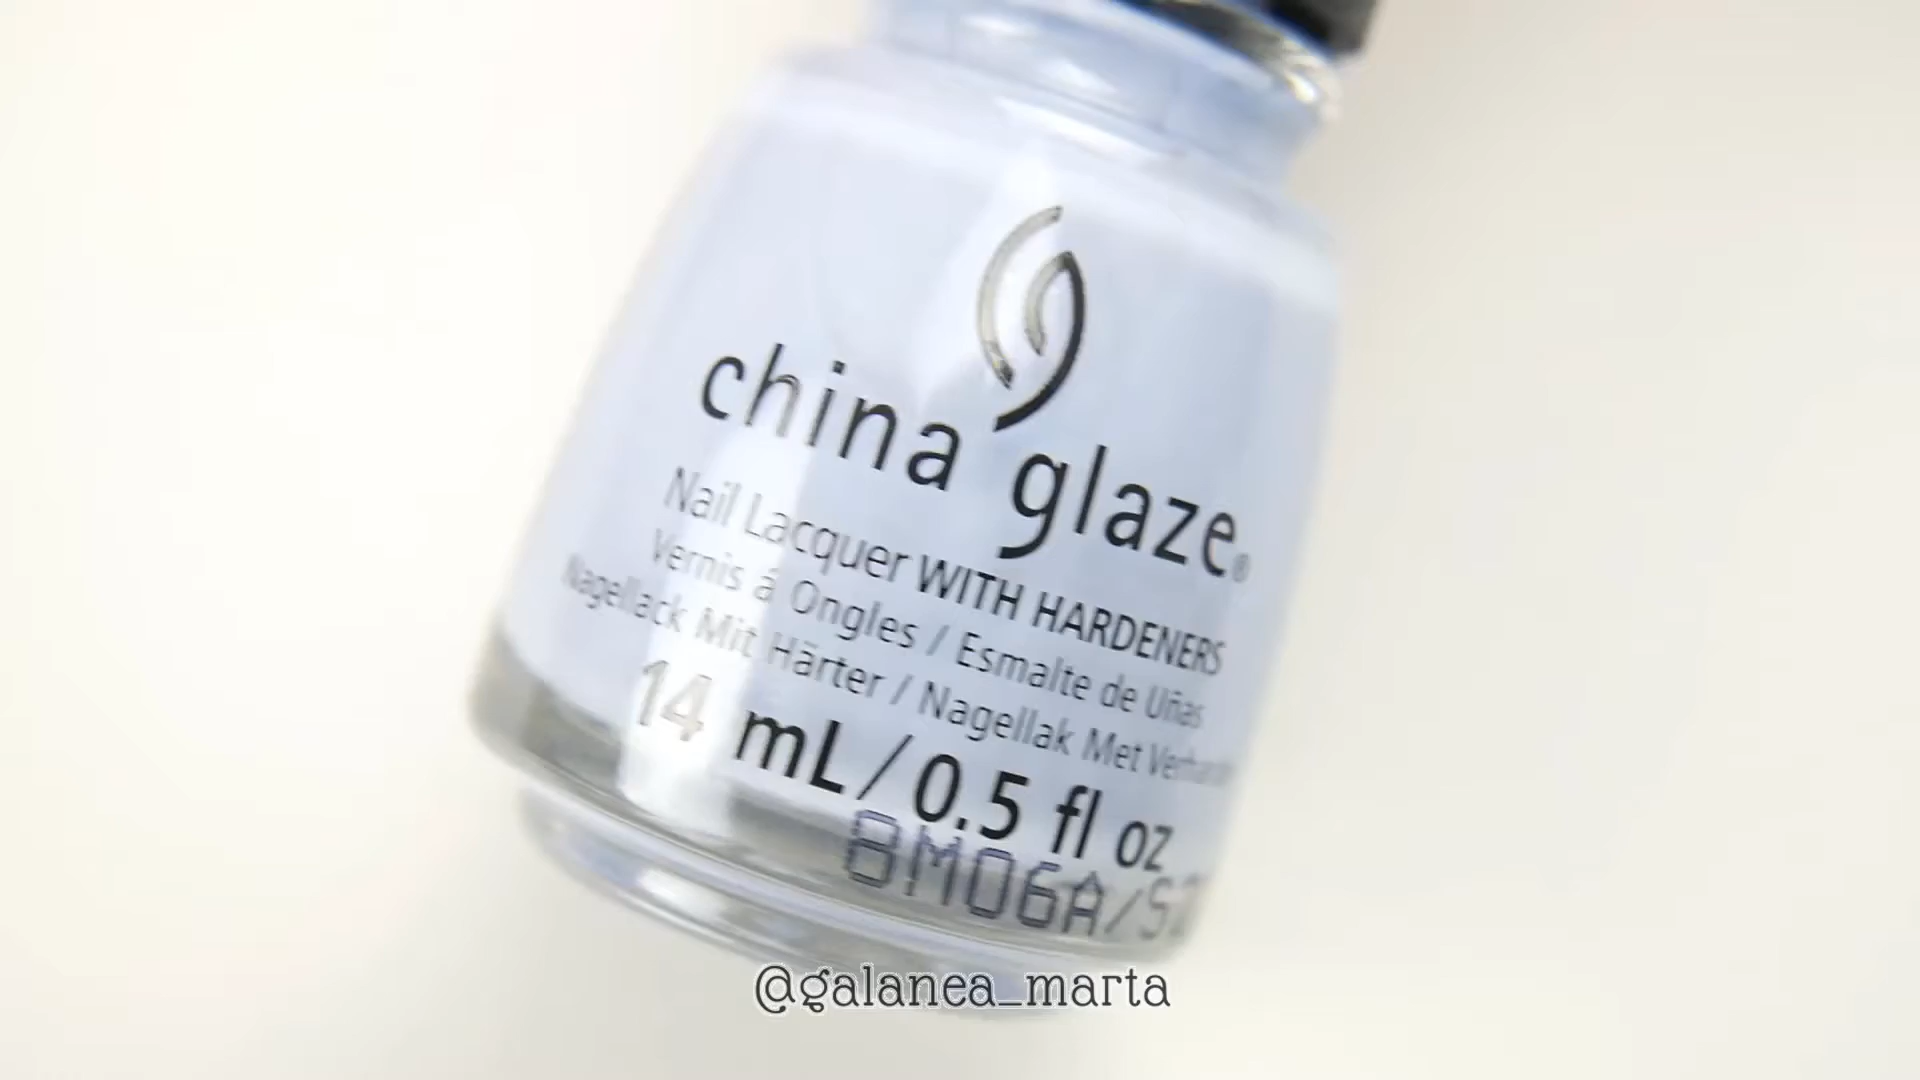 china glaze®
Nail Lacquer WITH HARDENERS
Vernis á Ongles / Esmalte de Uñas
Nagellack Mit Härter / Nagellak Met
14 mL/0.5 fl oz
8M06A/S
@galanea_marta